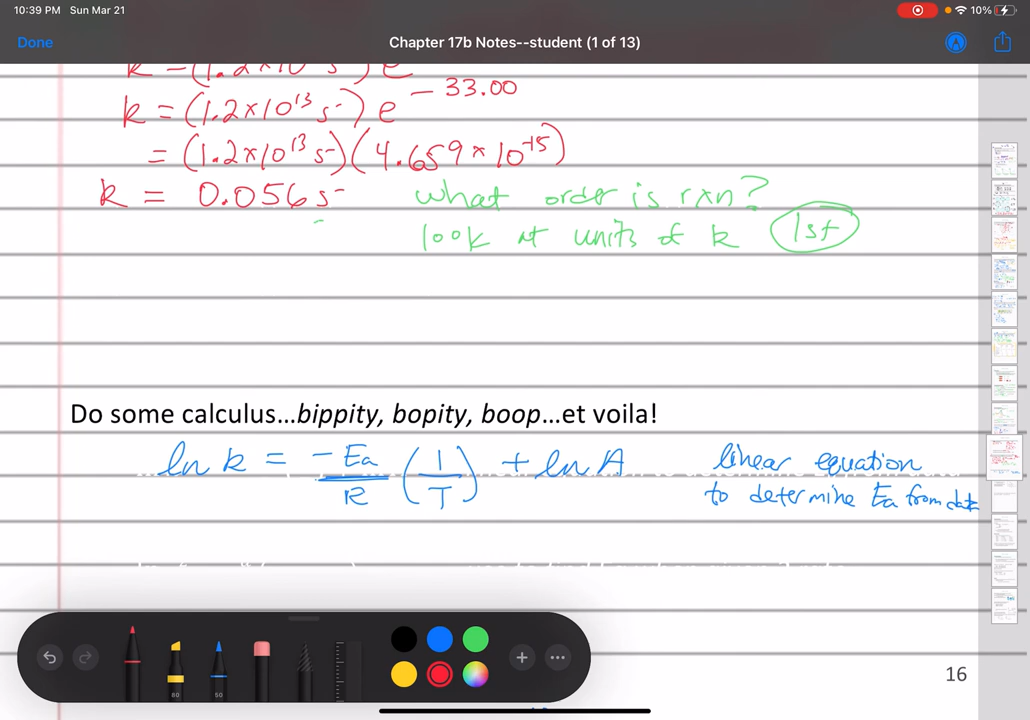 10:39 PM Sun Mar 21
10%
Done
Chapter 17b Notes--student (1 of 13)
k = (1.2×10¹³ s⁻) e^-33.00
= (1.2×10¹³ s⁻)(4.659×10⁻¹⁵)
k = 0.056 s⁻
what order is rxn?
look at units of k 1st
Do some calculus…bippity, bopity, boop…et voila!
ln k = -Ea/R (1/T) + ln A
linear equation
to determine Ea from data
80
50
16